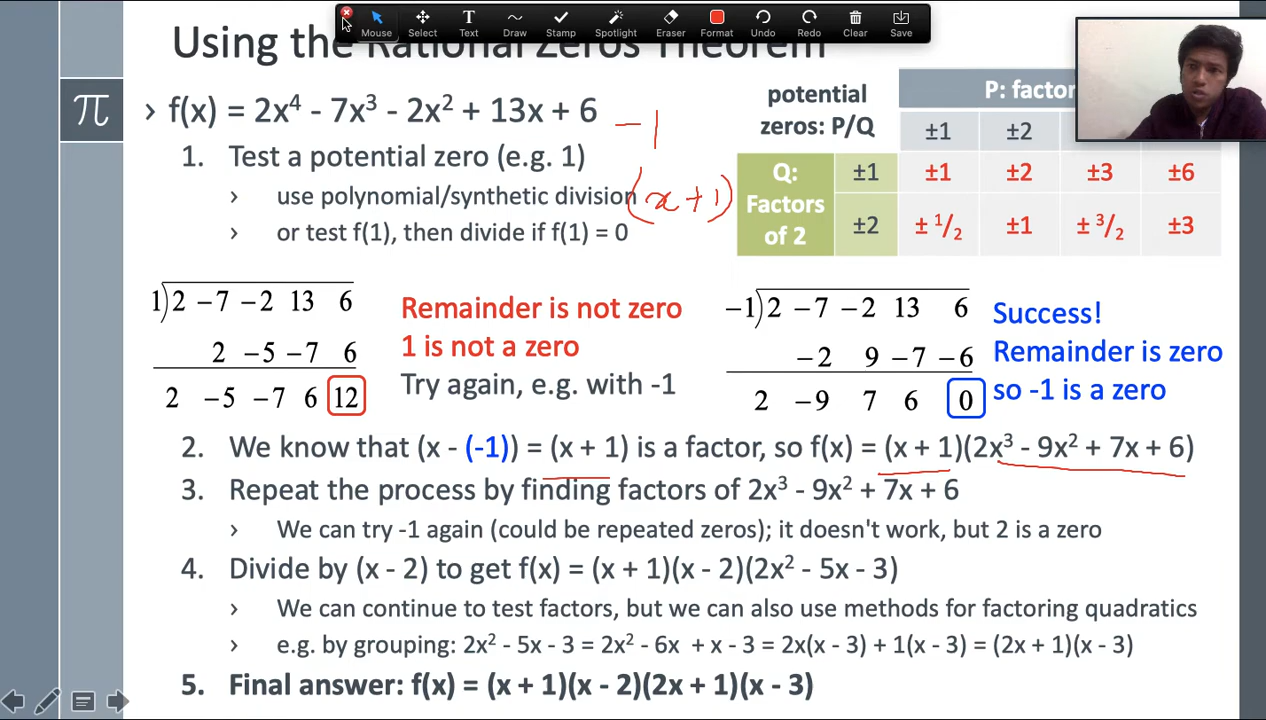 Mouse Select Text Draw Stamp Spotlight Eraser Format Undo Redo Clear Save
Using the Rational Zeros Theorem
π
› f(x) = 2x⁴ - 7x³ - 2x² + 13x + 6
-1
(x+1)
1. Test a potential zero (e.g. 1)
› use polynomial/synthetic division
› or test f(1), then divide if f(1) = 0
potential zeros: P/Q
P: factor
±1 ±2
Q: Factors of 2
±1 ±1 ±2 ±3 ±6
±2 ± 1/2 ±1 ± 3/2 ±3
1)2 −7 −2 13 6
2 −5 −7 6
2 −5 −7 6 12
Remainder is not zero
1 is not a zero
Try again, e.g. with -1
−1)2 −7 −2 13 6
−2 9 −7 −6
2 −9 7 6 0
Success!
Remainder is zero
so -1 is a zero
2. We know that (x - (-1)) = (x + 1) is a factor, so f(x) = (x + 1)(2x³ - 9x² + 7x + 6)
3. Repeat the process by finding factors of 2x³ - 9x² + 7x + 6
› We can try -1 again (could be repeated zeros); it doesn't work, but 2 is a zero
4. Divide by (x - 2) to get f(x) = (x + 1)(x - 2)(2x² - 5x - 3)
› We can continue to test factors, but we can also use methods for factoring quadratics
› e.g. by grouping: 2x² - 5x - 3 = 2x² - 6x + x - 3 = 2x(x - 3) + 1(x - 3) = (2x + 1)(x - 3)
5. Final answer: f(x) = (x + 1)(x - 2)(2x + 1)(x - 3)